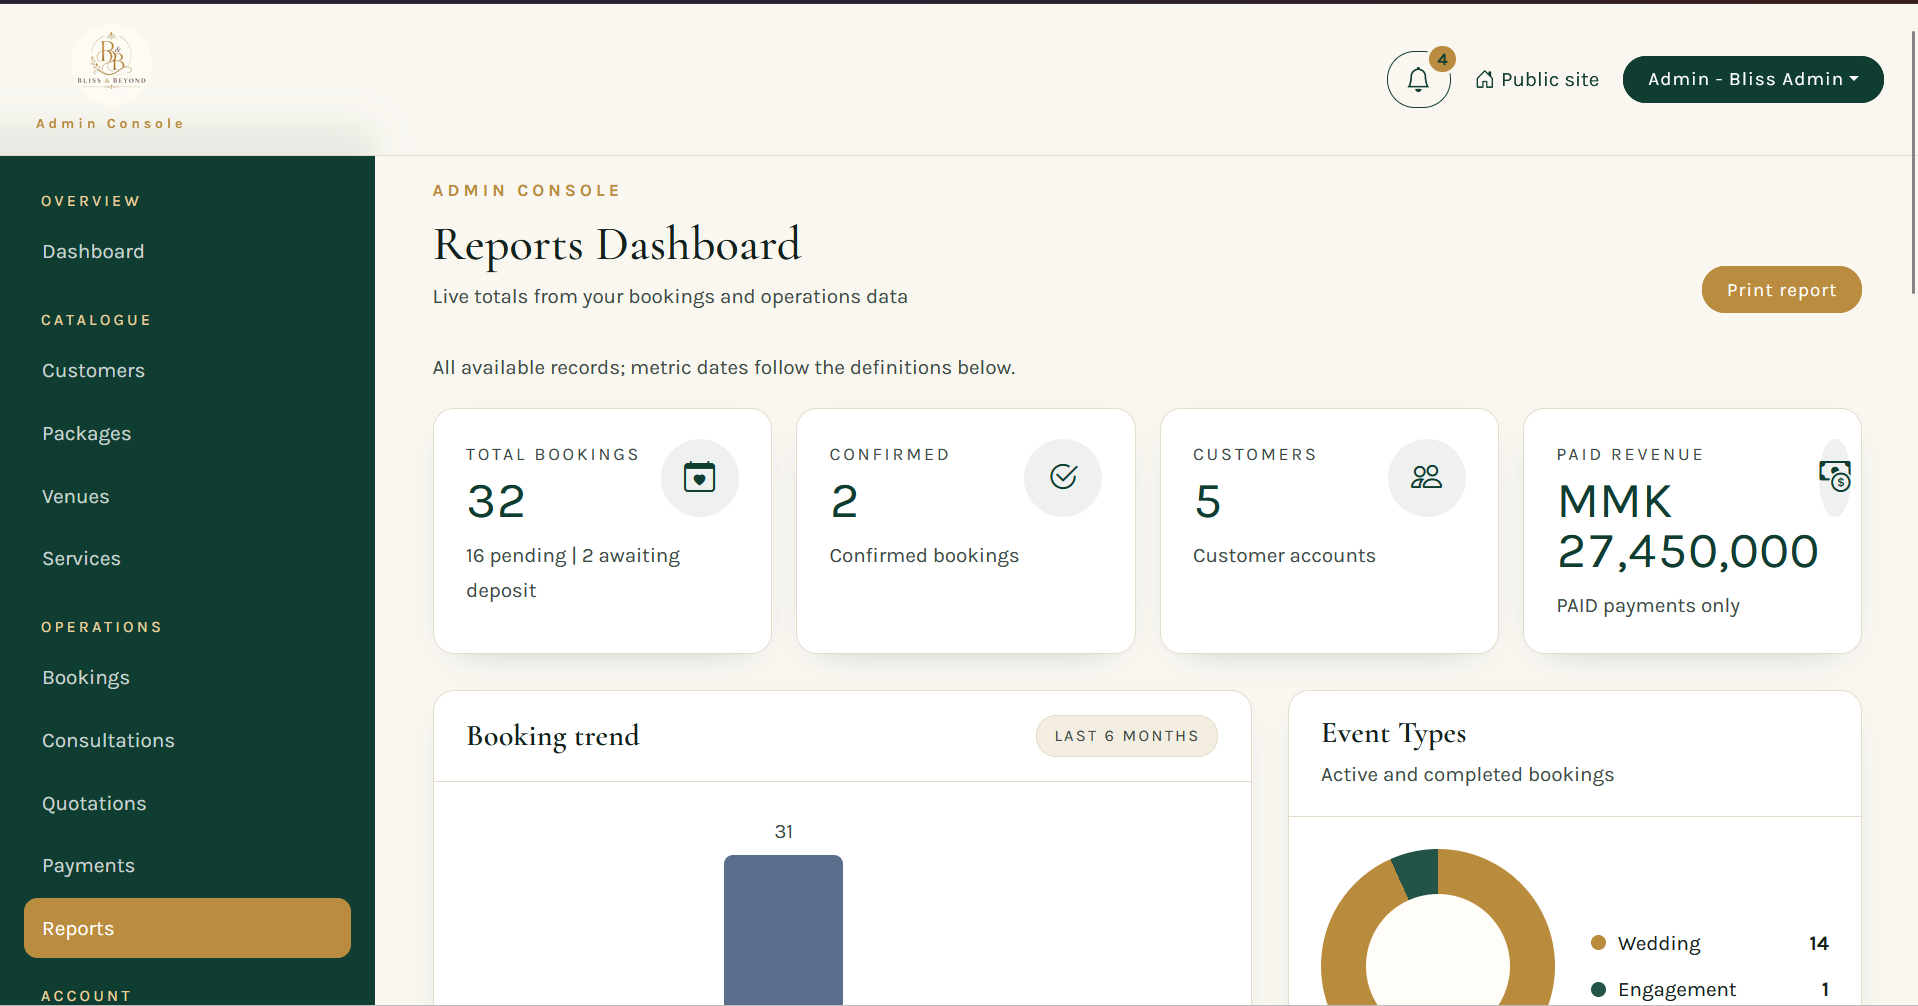 B&B
BLISS & BEYOND
Admin Console
4
Public site
Admin - Bliss Admin
OVERVIEW
Dashboard
CATALOGUE
Customers
Packages
Venues
Services
OPERATIONS
Bookings
Consultations
Quotations
Payments
Reports
ACCOUNT
ADMIN CONSOLE
Reports Dashboard
Live totals from your bookings and operations data
Print report
All available records; metric dates follow the definitions below.
TOTAL BOOKINGS
32
16 pending | 2 awaiting
deposit
CONFIRMED
2
Confirmed bookings
CUSTOMERS
5
Customer accounts
PAID REVENUE
MMK
27,450,000
PAID payments only
$
Booking trend
LAST 6 MONTHS
31
Event Types
Active and completed bookings
Wedding 14
Engagement 1